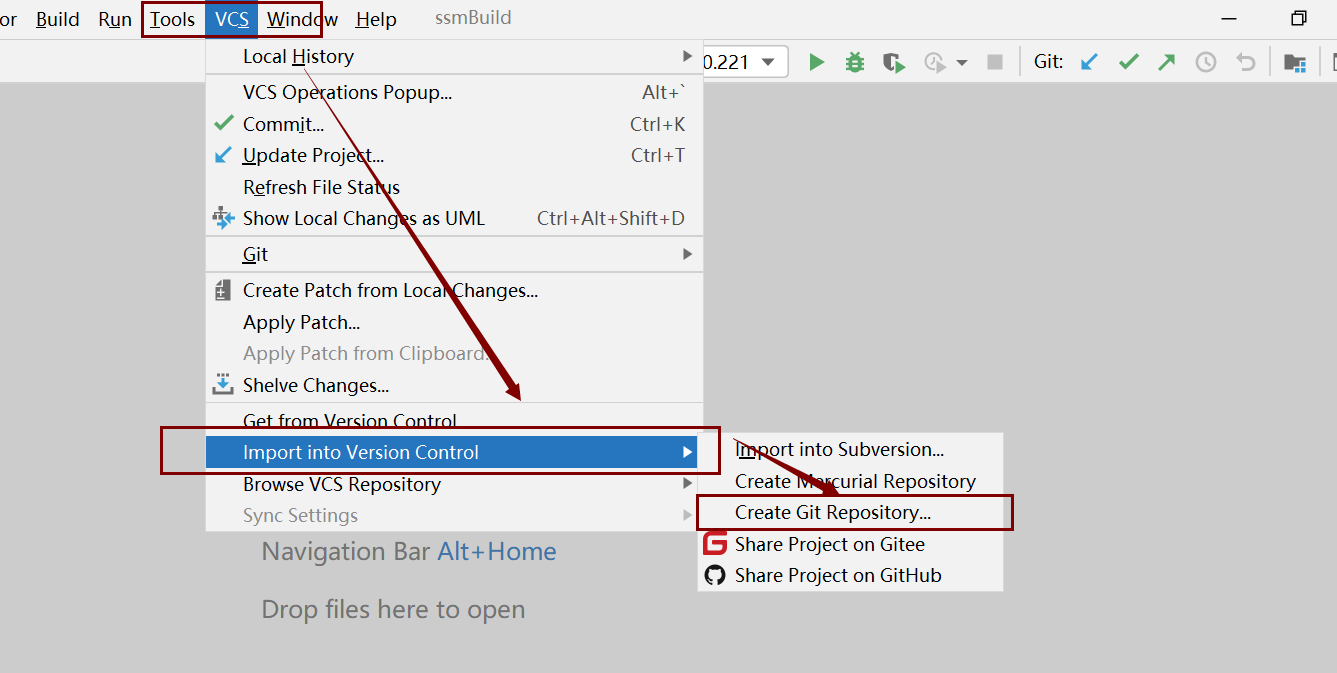 or Build Run Tools VCS Window Help ssmBuild
Local History
0.221 Git:
VCS Operations Popup... Alt+`
Commit... Ctrl+K
Update Project... Ctrl+T
Refresh File Status
Show Local Changes as UML Ctrl+Alt+Shift+D
Git
Create Patch from Local Changes...
Apply Patch...
Apply Patch from Clipboard...
Shelve Changes...
Get from Version Control
Import into Version Control
Import into Subversion...
Browse VCS Repository
Create Mercurial Repository
Sync Settings
Create Git Repository...
Share Project on Gitee
Share Project on GitHub
Navigation Bar Alt+Home
Drop files here to open